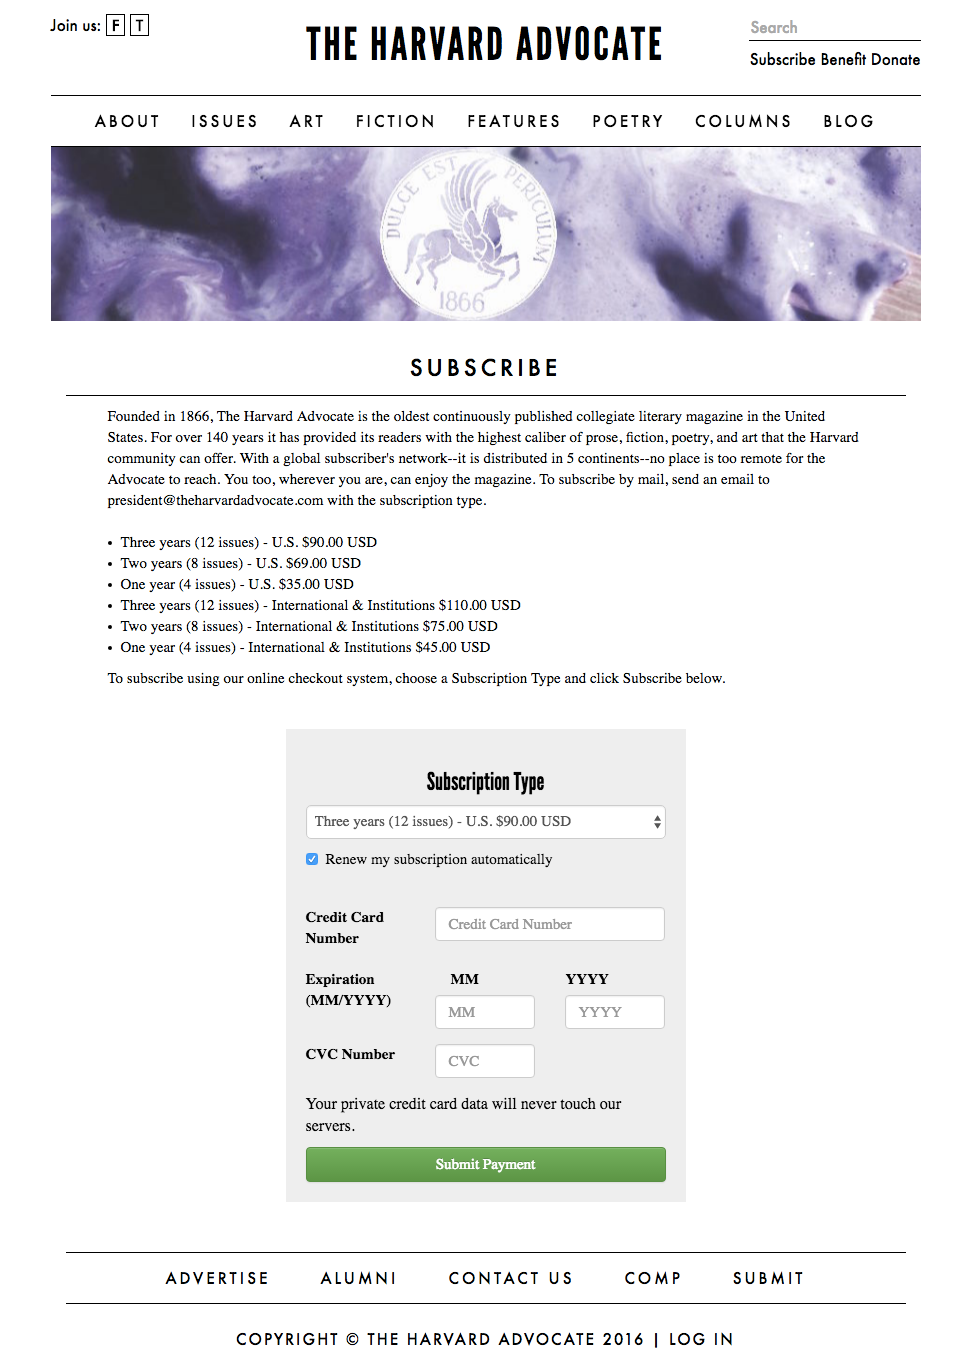 Join us: F T
THE HARVARD ADVOCATE
Search
Subscribe Benefit Donate
ABOUT ISSUES ART FICTION FEATURES POETRY COLUMNS BLOG
DULCE EST PERICULUM
1866
SUBSCRIBE
Founded in 1866, The Harvard Advocate is the oldest continuously published collegiate literary magazine in the United
States. For over 140 years it has provided its readers with the highest caliber of prose, fiction, poetry, and art that the Harvard
community can offer. With a global subscriber's network--it is distributed in 5 continents--no place is too remote for the
Advocate to reach. You too, wherever you are, can enjoy the magazine. To subscribe by mail, send an email to
president@theharvardadvocate.com with the subscription type.
• Three years (12 issues) - U.S. $90.00 USD
• Two years (8 issues) - U.S. $69.00 USD
• One year (4 issues) - U.S. $35.00 USD
• Three years (12 issues) - International & Institutions $110.00 USD
• Two years (8 issues) - International & Institutions $75.00 USD
• One year (4 issues) - International & Institutions $45.00 USD
To subscribe using our online checkout system, choose a Subscription Type and click Subscribe below.
Subscription Type
Three years (12 issues) - U.S. $90.00 USD
Renew my subscription automatically
Credit Card
Number
Credit Card Number
Expiration
(MM/YYYY)
MM YYYY
MM YYYY
CVC Number
CVC
Your private credit card data will never touch our
servers.
Submit Payment
ADVERTISE ALUMNI CONTACT US COMP SUBMIT
COPYRIGHT © THE HARVARD ADVOCATE 2016 | LOG IN